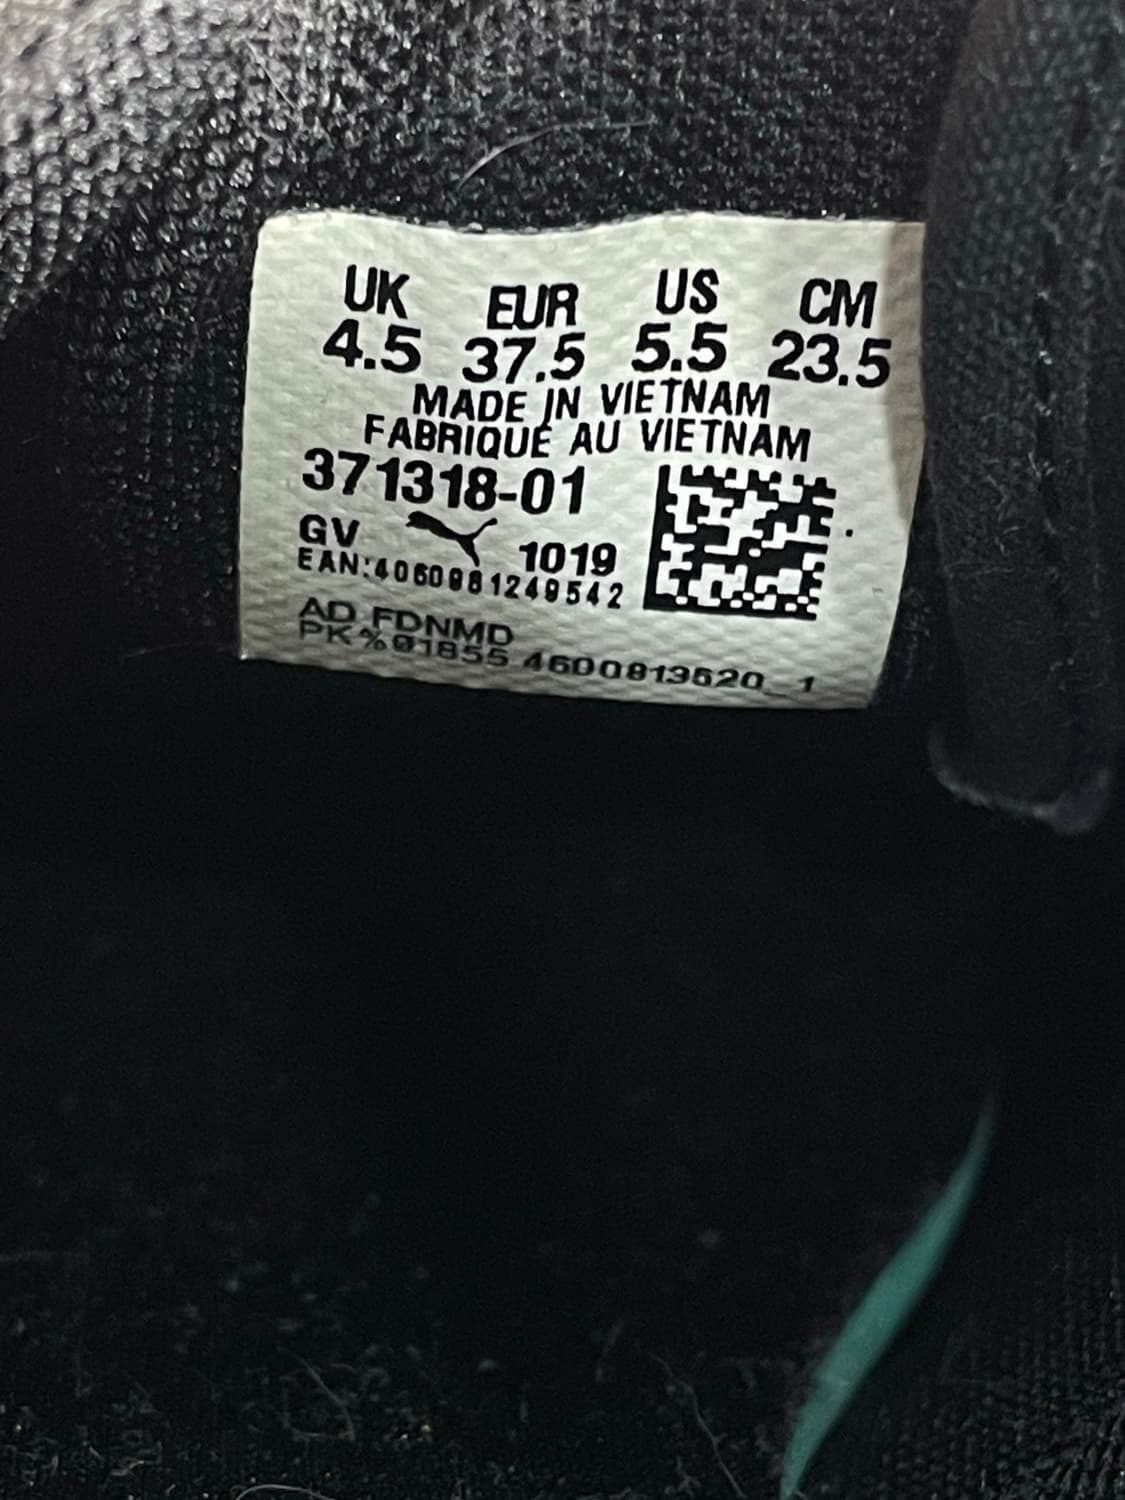 UK EUR US CM
4.5 37.5 5.5 23.5
MADE IN VIETNAM
FABRIQUÉ AU VIETNAM
371318-01
GV 1019
EAN:4060981249542
AD FDNMD
PK%01855 4600813520_1